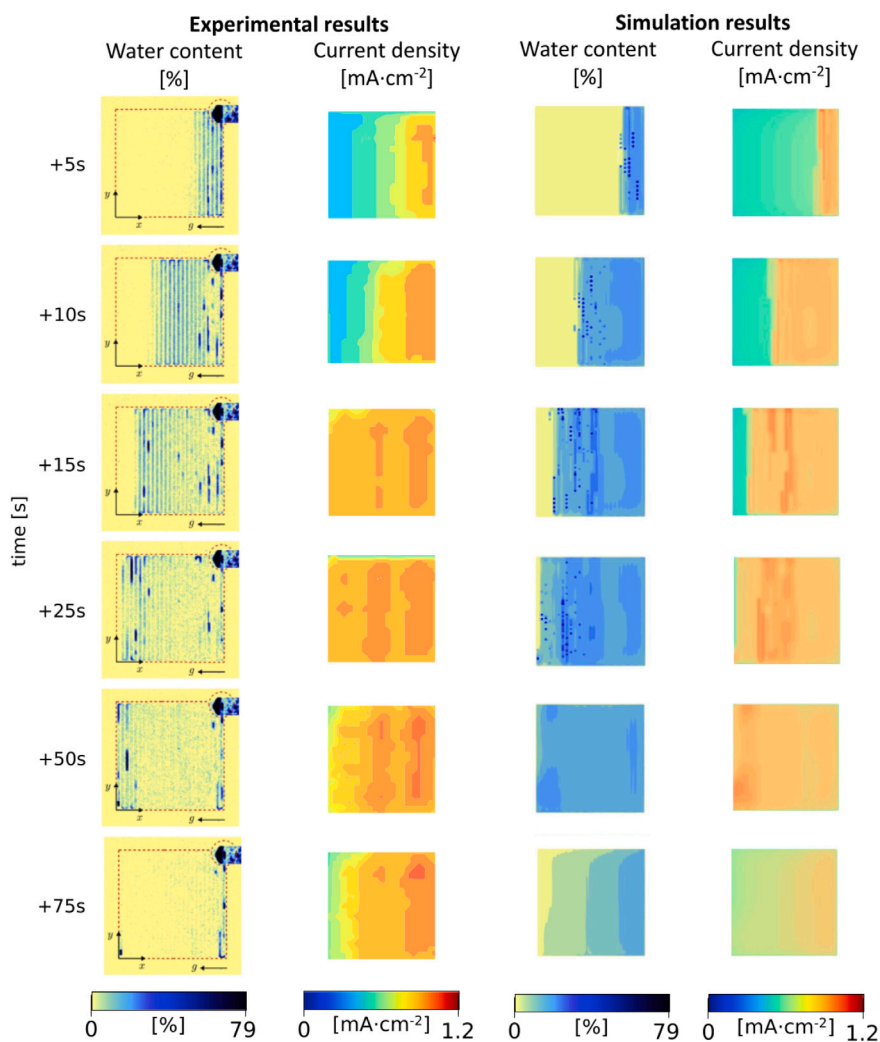 Experimental results Simulation results
Water content Current density Water content Current density
[%] [mA·cm⁻²] [%] [mA·cm⁻²]
+5s
y
x g
+10s
y
x g
+15s
y
x g
time [s]
+25s
y
x g
+50s
y
x g
+75s
y
x g
0 [%] 79 0 [mA·cm⁻²] 1.2 0 [%] 79 0 [mA·cm⁻²] 1.2